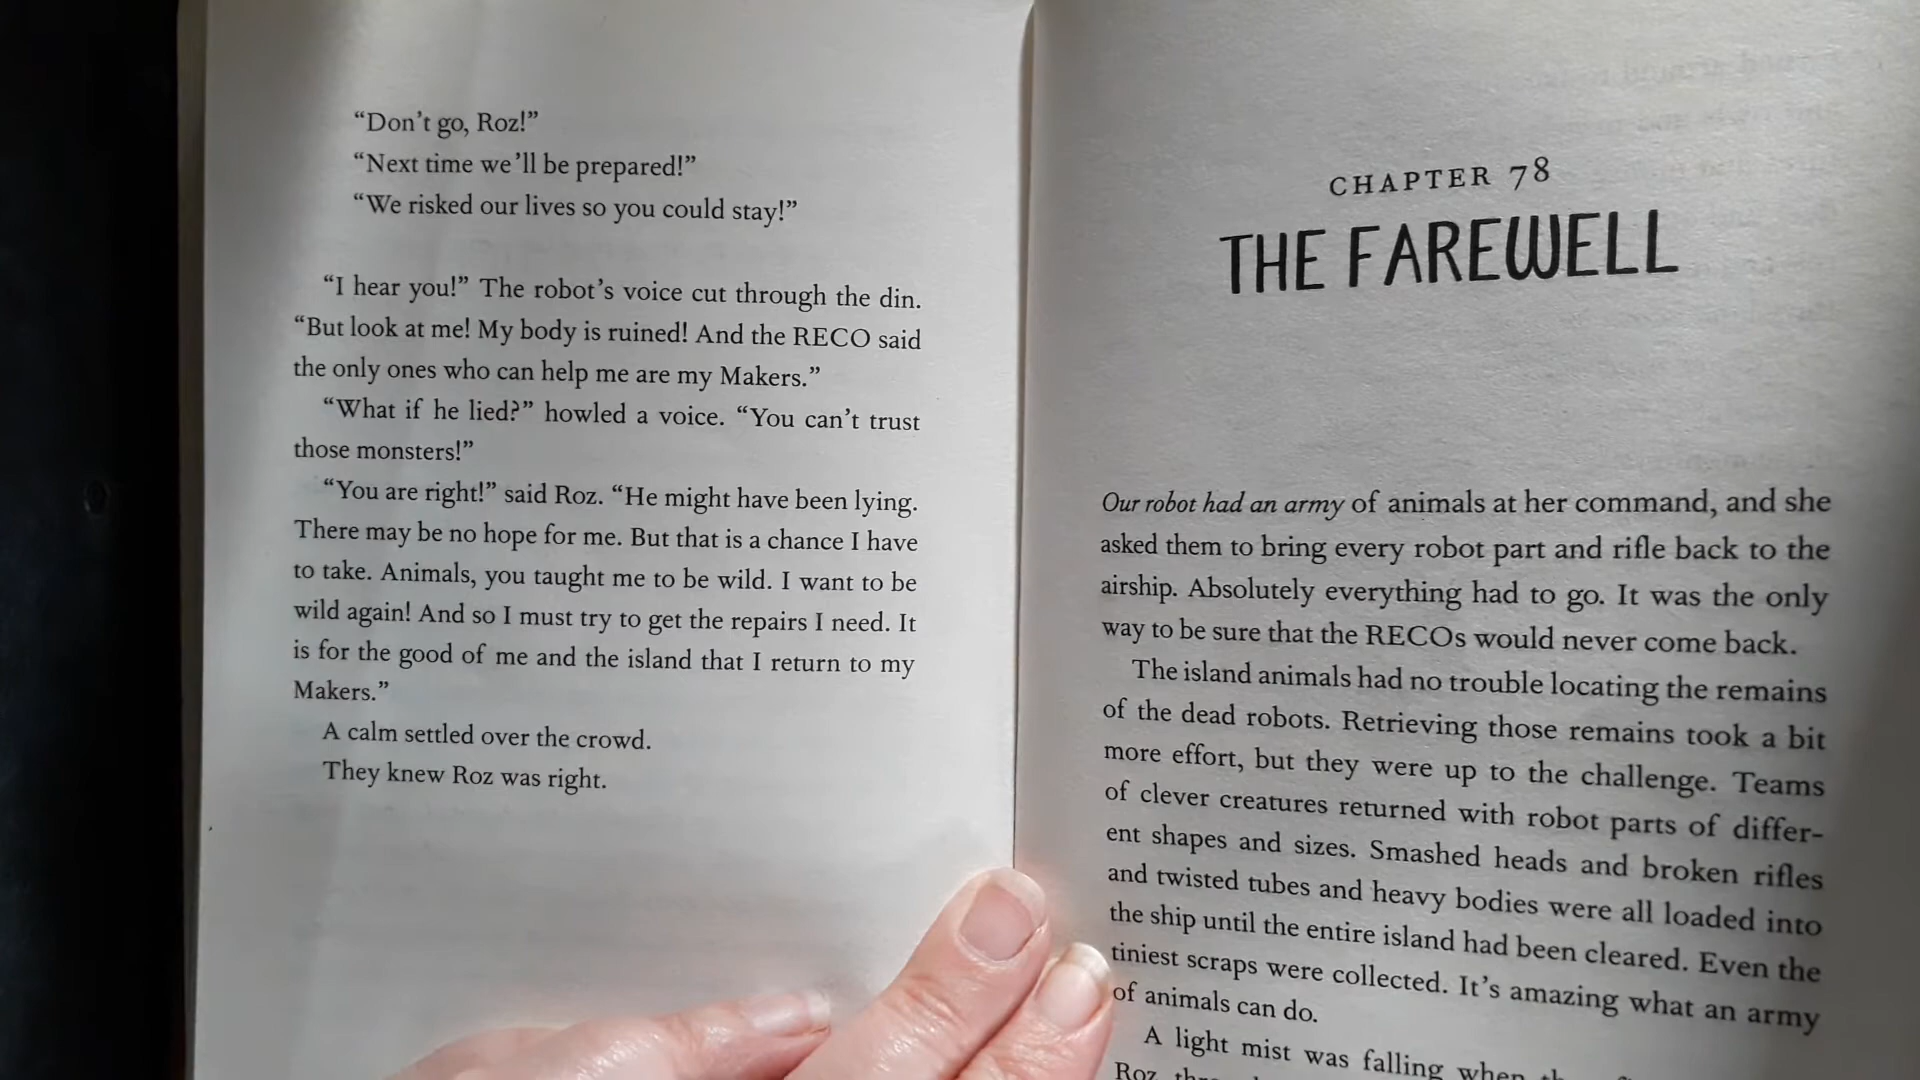 “Don’t go, Roz!”
“Next time we’ll be prepared!”
“We risked our lives so you could stay!”
“I hear you!” The robot’s voice cut through the din.
“But look at me! My body is ruined! And the RECO said
the only ones who can help me are my Makers.”
“What if he lied?” howled a voice. “You can’t trust
those monsters!”
“You are right!” said Roz. “He might have been lying.
There may be no hope for me. But that is a chance I have
to take. Animals, you taught me to be wild. I want to be
wild again! And so I must try to get the repairs I need. It
is for the good of me and the island that I return to my
Makers.”
A calm settled over the crowd.
They knew Roz was right.
CHAPTER 78
THE FAREWELL
Our robot had an army of animals at her command, and she
asked them to bring every robot part and rifle back to the
airship. Absolutely everything had to go. It was the only
way to be sure that the RECOs would never come back.
The island animals had no trouble locating the remains
of the dead robots. Retrieving those remains took a bit
more effort, but they were up to the challenge. Teams
of clever creatures returned with robot parts of differ-
ent shapes and sizes. Smashed heads and broken rifles
and twisted tubes and heavy bodies were all loaded into
the ship until the entire island had been cleared. Even the
tiniest scraps were collected. It’s amazing what an army
of animals can do.
A light mist was falling when
Roz